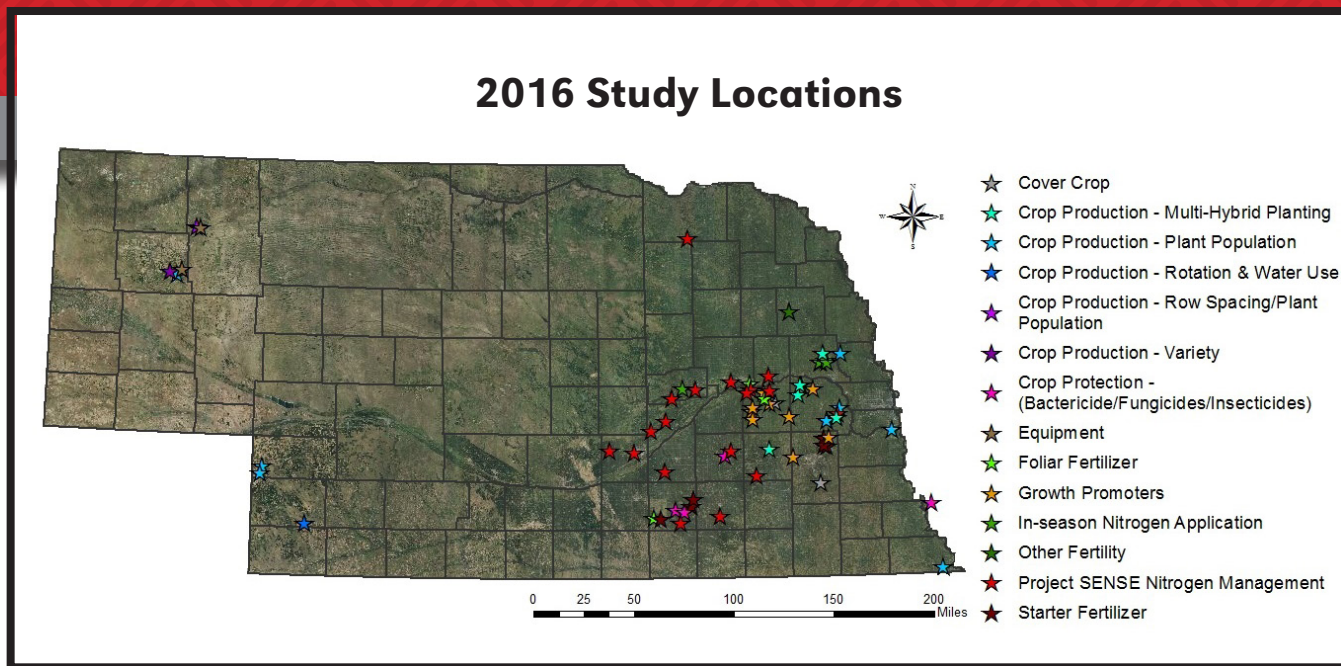 2016 Study Locations
N
W
E
S
Cover Crop
Crop Production - Multi-Hybrid Planting
Crop Production - Plant Population
Crop Production - Rotation & Water Use
Crop Production - Row Spacing/Plant
Population
Crop Production - Variety
Crop Protection -
(Bactericide/Fungicides/Insecticides)
Equipment
Foliar Fertilizer
Growth Promoters
In-season Nitrogen Application
Other Fertility
Project SENSE Nitrogen Management
Starter Fertilizer
0 25 50 100 150 200
Miles